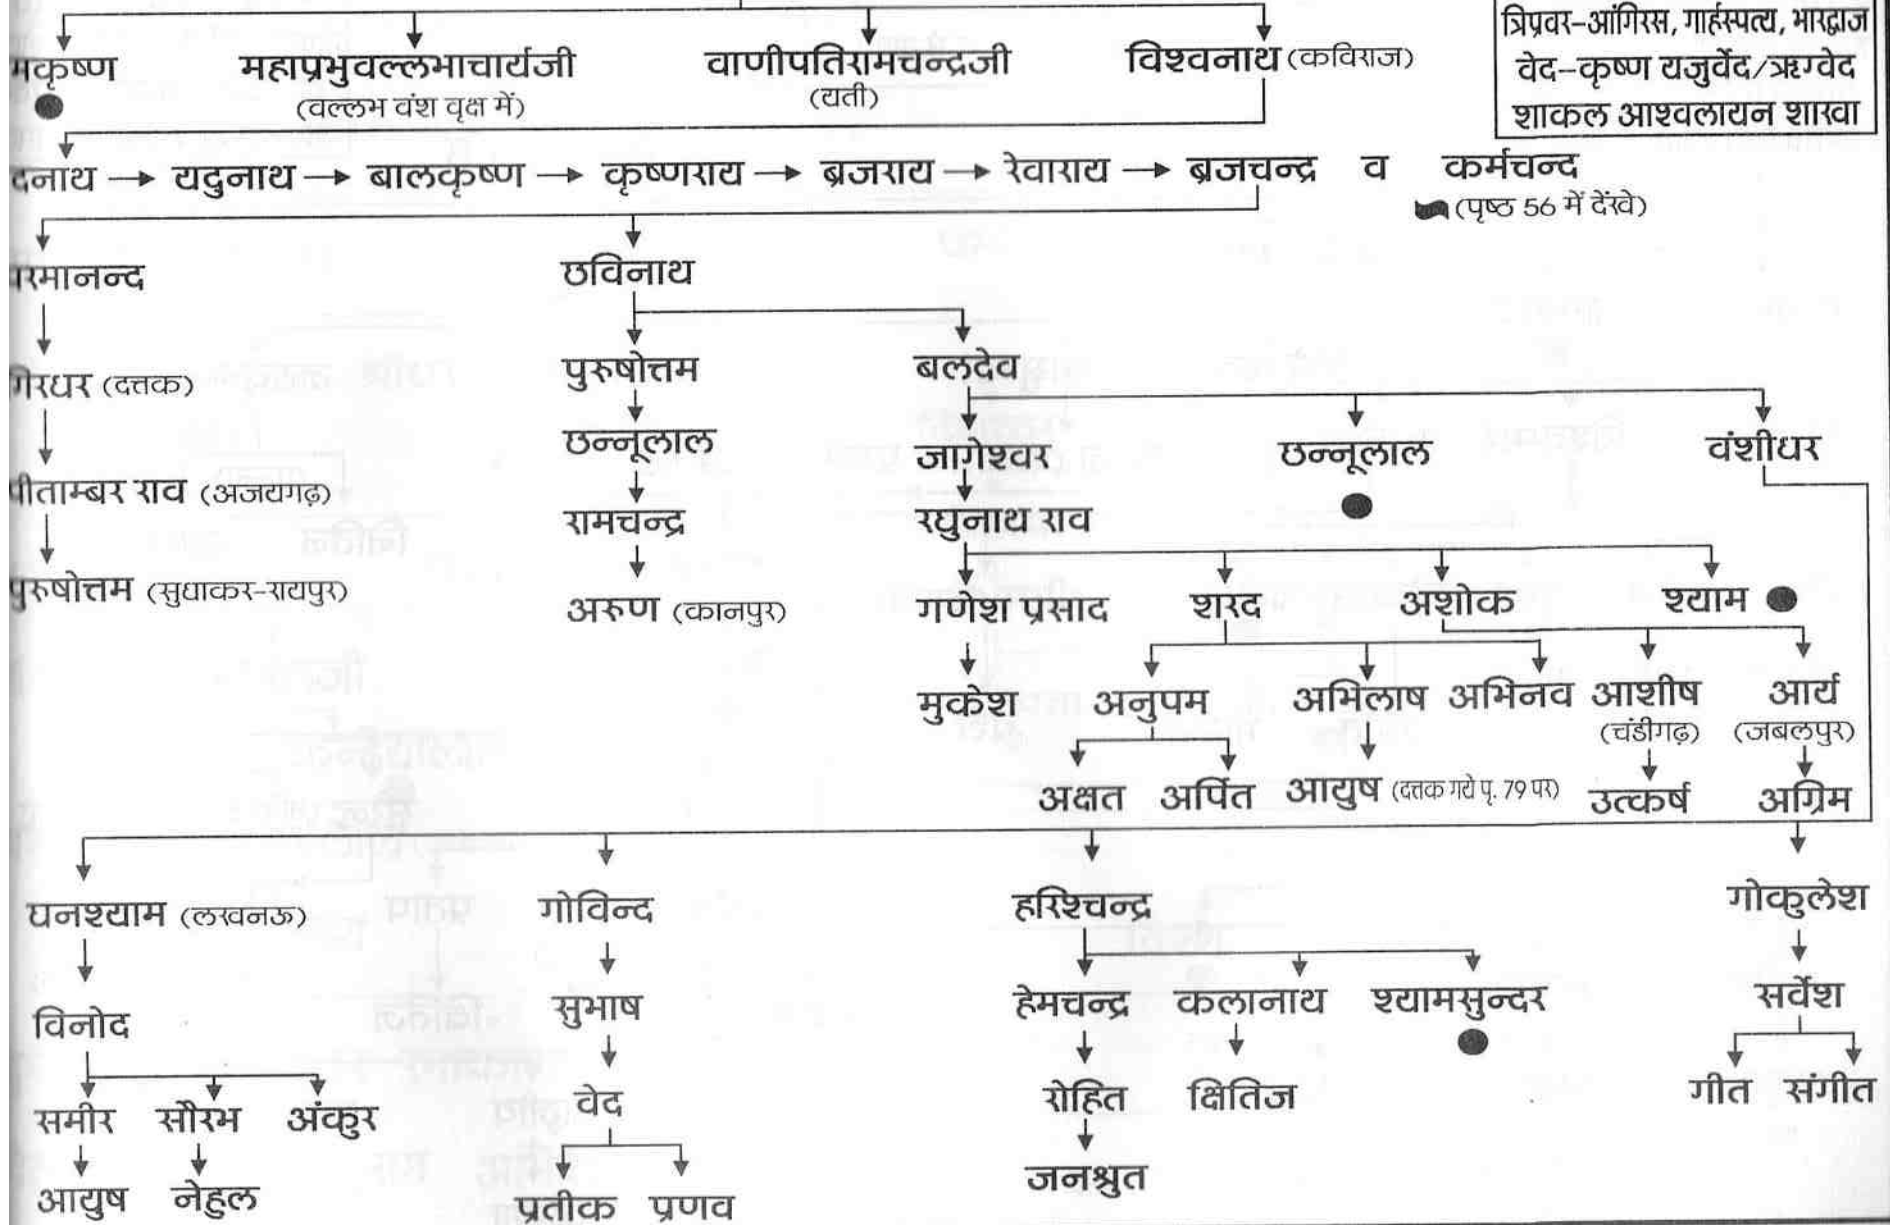 त्रिप्रवर-आंगिरस, गार्हस्पत्य, भारद्वाज
वेद-कृष्ण यजुर्वेद/ऋग्वेद
शाकल आश्वलायन शाखा
मकृष्ण महाप्रभुवल्लभाचार्यजी वाणीपतिरामचन्द्रजी विश्वनाथ (कविराज)
(वल्लभ वंश वृक्ष में) (यती)
दनाथ → यदुनाथ → बालकृष्ण → कृष्णराय → ब्रजराय → रेवाराय → ब्रजचन्द्र व कर्मचन्द
(पृष्ठ 56 में देंखे)
परमानन्द छविनाथ
गिरधर (दत्तक) पुरुषोत्तम बलदेव
छन्नूलाल जागेश्वर छन्नूलाल वंशीधर
पीताम्बर राव (अजयगढ़) रामचन्द्र रघुनाथ राव
पुरुषोत्तम (सुधाकर-रायपुर) अरुण (कानपुर) गणेश प्रसाद शरद अशोक श्याम
मुकेश अनुपम अभिलाष अभिनव आशीष आर्य
(चंडीगढ़) (जबलपुर)
अक्षत अर्पित आयुष (दत्तक गये पृ. 79 पर) उत्कर्ष अग्रिम
घनश्याम (लखनऊ) गोविन्द हरिश्चन्द्र गोकुलेश
विनोद सुभाष हेमचन्द्र कलानाथ श्यामसुन्दर सर्वेश
समीर सौरभ अंकुर वेद रोहित क्षितिज गीत संगीत
आयुष नेहुल प्रतीक प्रणव जनश्रुत